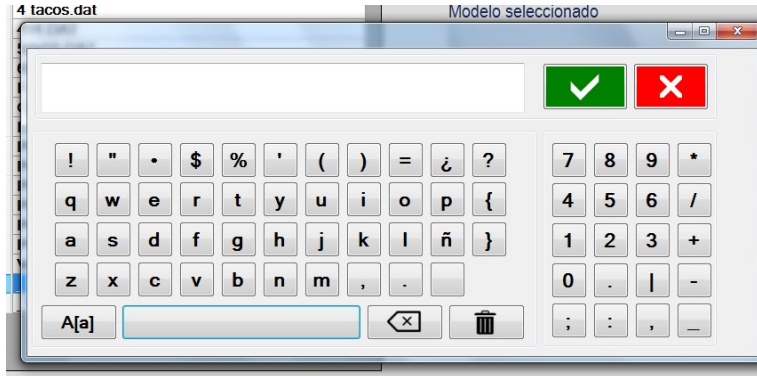 4 tacos.dat
Modelo seleccionado
! " • $ % ' ( ) = ¿ ?
7 8 9 *
q w e r t y u i o p {
4 5 6 /
a s d f g h j k l ñ }
1 2 3 +
z x c v b n m , .
0 . | -
A[a]
; : , _